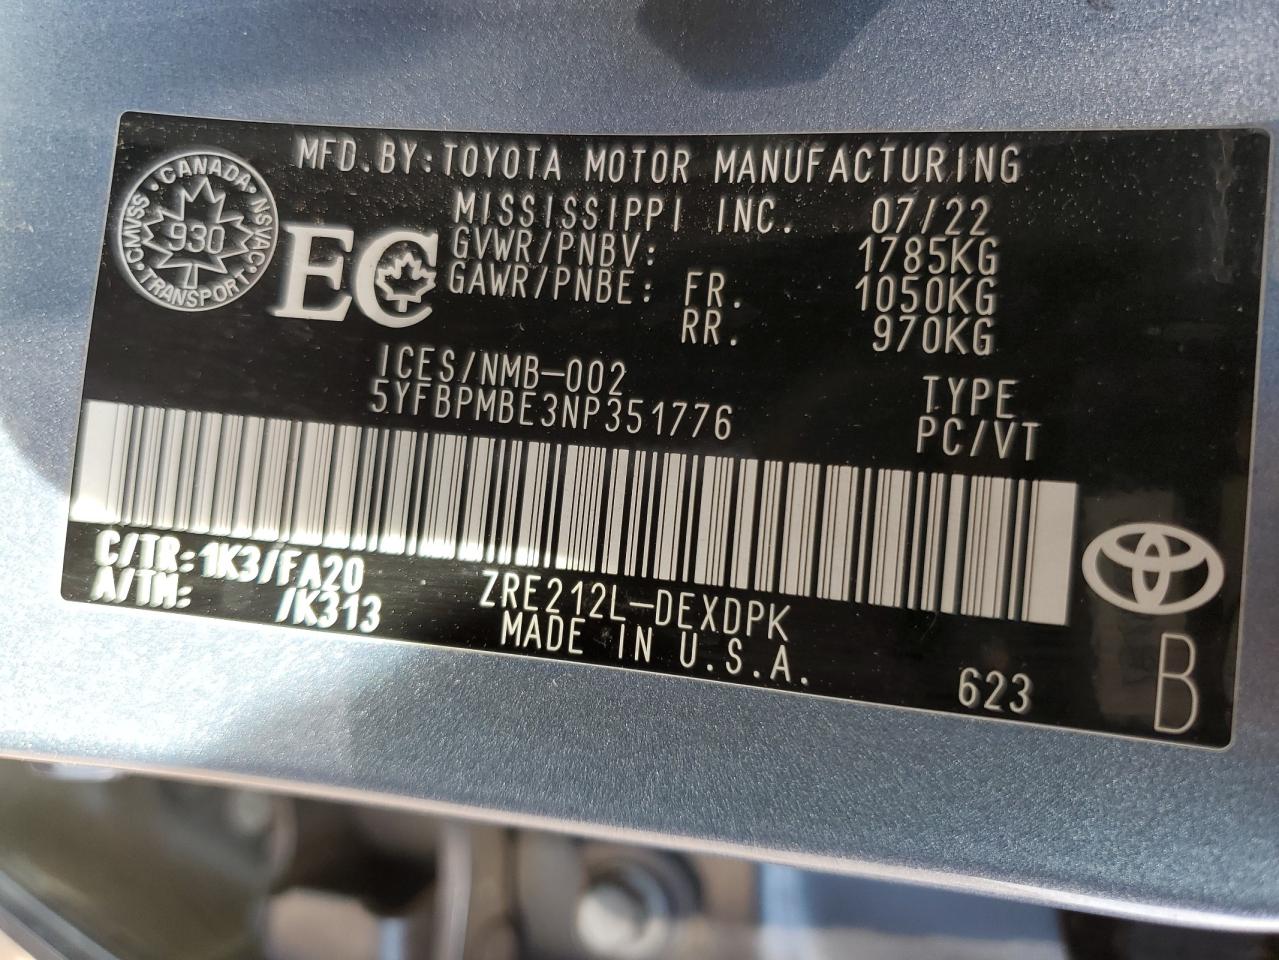 MFD.BY:TOYOTA MOTOR MANUFACTURING
MISSISSIPPI INC. 07/22
GVWR/PNBV: 1785KG
GAWR/PNBE: FR. 1050KG
RR. 970KG
CANADA
930
TRANSPORT
CMVSS
NSVAC
EC
ICES/NMB-002
5YFBPMBE3NP351776
TYPE
PC/VT
C/TR:1K3/FA20
A/TM: /K313
ZRE212L-DEXDPK
MADE IN U.S.A.
623
B